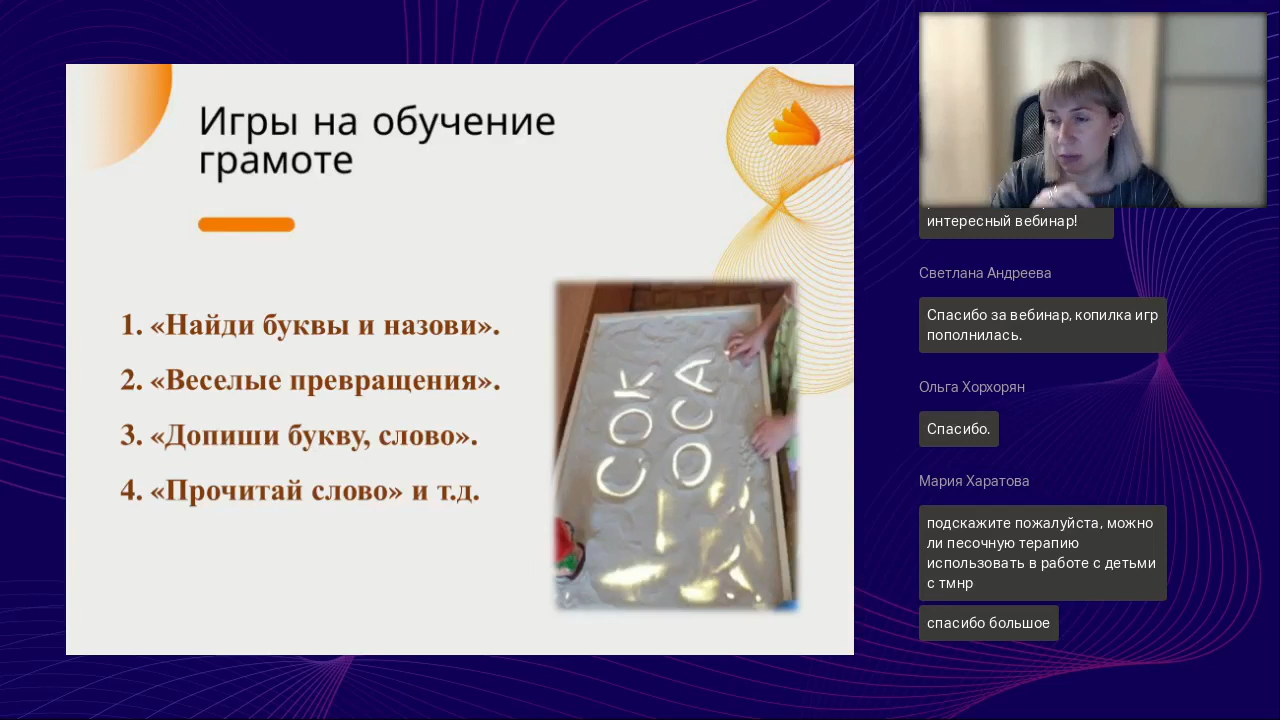 Игры на обучение
грамоте
1. «Найди буквы и назови».
2. «Веселые превращения».
3. «Допиши букву, слово».
4. «Прочитай слово» и т.д.
СОК
ОСА
интересный вебинар!
Светлана Андреева
Спасибо за вебинар, копилка игр
пополнилась.
Ольга Хорхорян
Спасибо.
Мария Харатова
подскажите пожалуйста, можно
ли песочную терапию
использовать в работе с детьми
с тмнр
спасибо большое